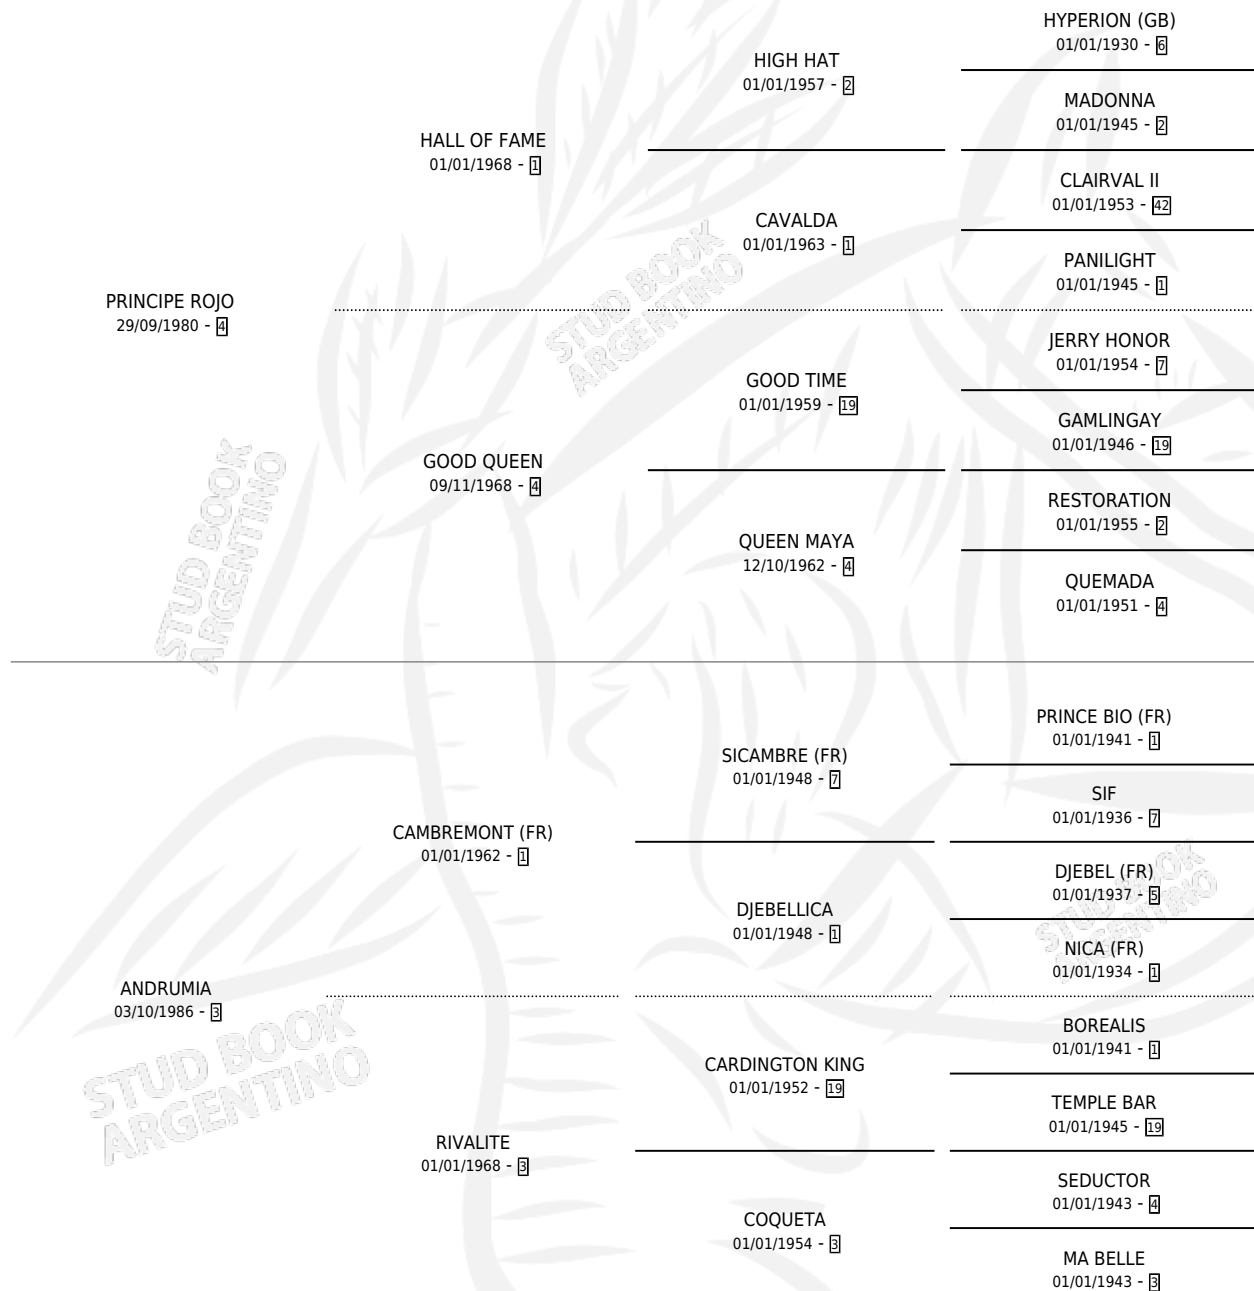 HYPERION (GB)
01/01/1930 - 6
HIGH HAT
01/01/1957 - 2
MADONNA
01/01/1945 - 2
HALL OF FAME
01/01/1968 - 1
CLAIRVAL II
01/01/1953 - 42
CAVALDA
01/01/1963 - 1
PANILIGHT
01/01/1945 - 1
PRINCIPE ROJO
29/09/1980 - 4
STUD BOOK
ARGENTINO
JERRY HONOR
01/01/1954 - 7
GOOD TIME
01/01/1959 - 19
GAMLINGAY
01/01/1946 - 19
GOOD QUEEN
09/11/1968 - 4
RESTORATION
01/01/1955 - 2
QUEEN MAYA
12/10/1962 - 4
QUEMADA
01/01/1951 - 4
STUD BOOK
ARGENTINO
PRINCE BIO (FR)
01/01/1941 - 1
SICAMBRE (FR)
01/01/1948 - 7
SIF
01/01/1936 - 7
CAMBREMONT (FR)
01/01/1962 - 1
DJEBEL (FR)
01/01/1937 - 5
DJEBELLICA
01/01/1948 - 1
NICA (FR)
01/01/1934 - 1
STUD BOOK
ARGENTINO
ANDRUMIA
03/10/1986 - 3
BOREALIS
01/01/1941 - 1
CARDINGTON KING
01/01/1952 - 19
TEMPLE BAR
01/01/1945 - 19
STUD BOOK
ARGENTINO
RIVALITE
01/01/1968 - 3
SEDUCTOR
01/01/1943 - 4
COQUETA
01/01/1954 - 3
MA BELLE
01/01/1943 - 3